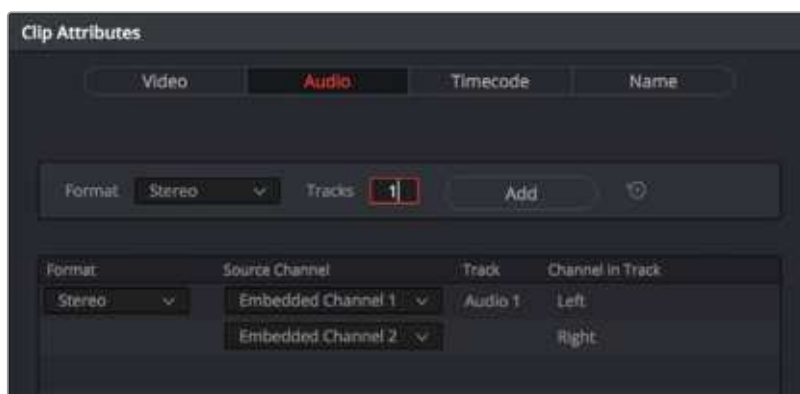 Clip Attributes
Video Audio Timecode Name
Format Stereo Tracks 1 Add
Format Source Channel Track Channel in Track
Stereo Embedded Channel 1 Audio 1 Left
Embedded Channel 2 Right